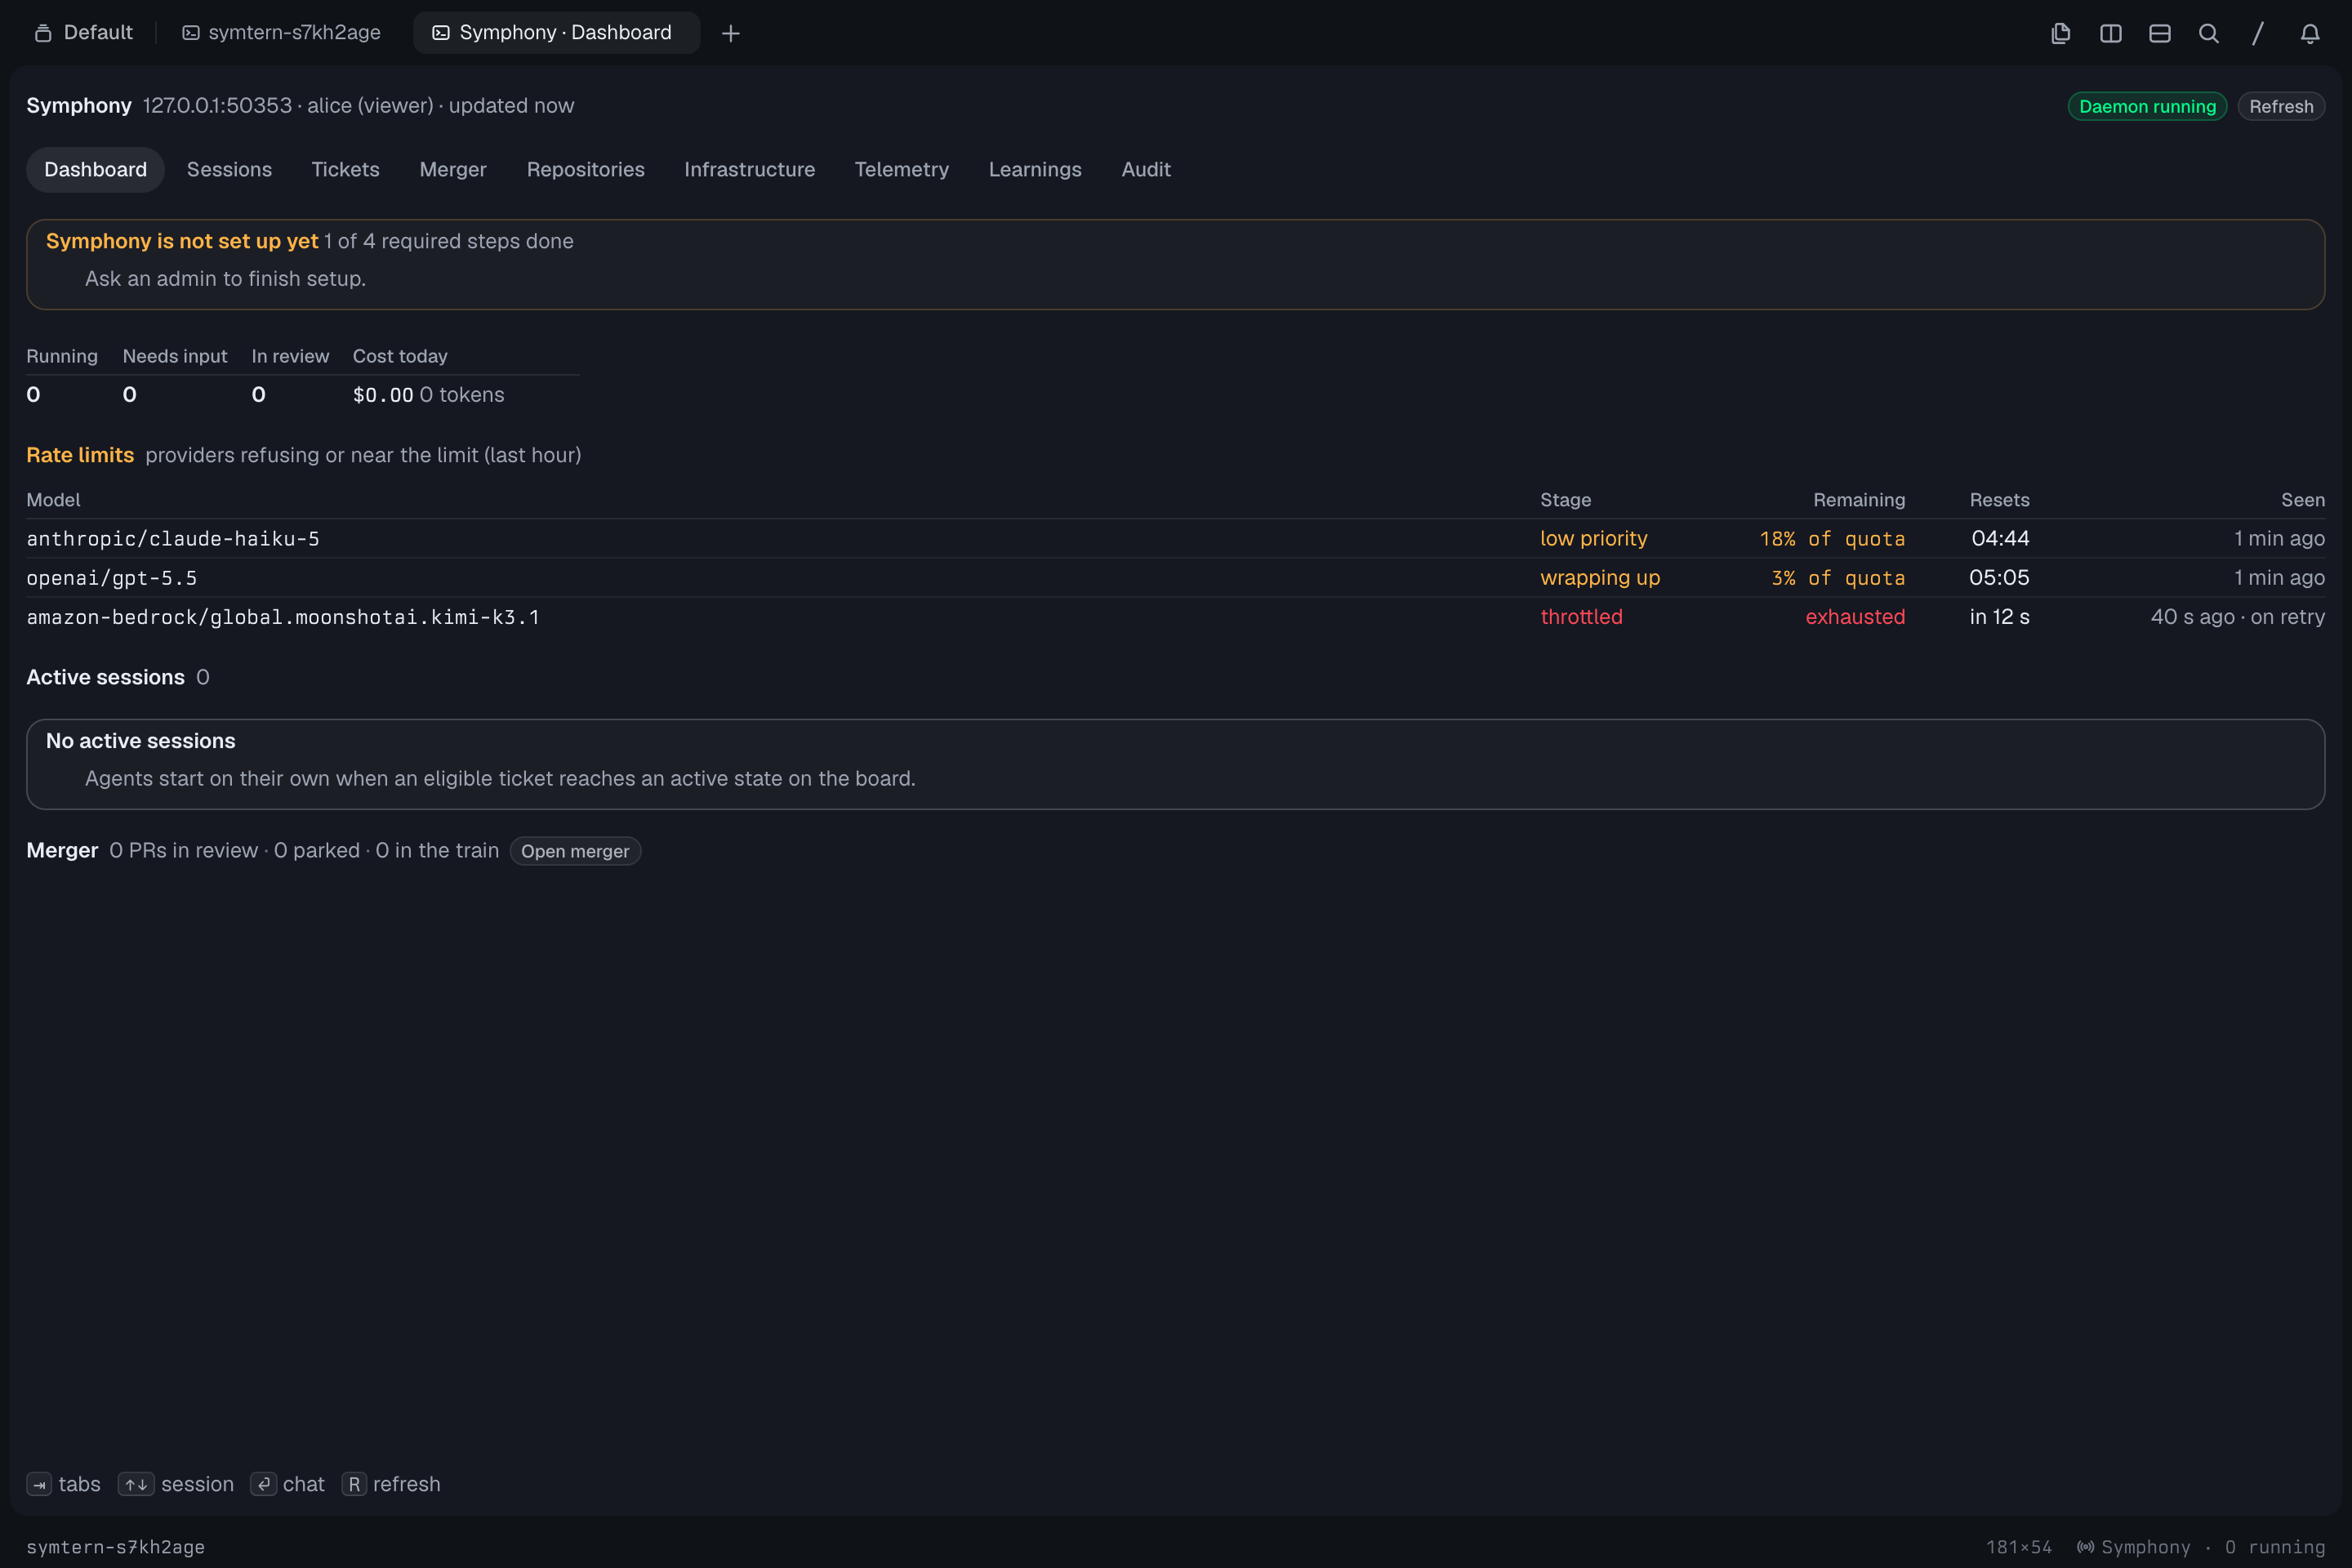 Default symtern-s7kh2age Symphony · Dashboard
Symphony 127.0.0.1:50353 · alice (viewer) · updated now Daemon running Refresh
Dashboard Sessions Tickets Merger Repositories Infrastructure Telemetry Learnings Audit
Symphony is not set up yet 1 of 4 required steps done
Ask an admin to finish setup.
Running Needs input In review Cost today
0 0 0 $0.00 0 tokens
Rate limits providers refusing or near the limit (last hour)
Model Stage Remaining Resets Seen
anthropic/claude-haiku-5 low priority 18% of quota 04:44 1 min ago
openai/gpt-5.5 wrapping up 3% of quota 05:05 1 min ago
amazon-bedrock/global.moonshotai.kimi-k3.1 throttled exhausted in 12 s 40 s ago · on retry
Active sessions 0
No active sessions
Agents start on their own when an eligible ticket reaches an active state on the board.
Merger 0 PRs in review · 0 parked · 0 in the train Open merger
⇥ tabs ↑↓ session ⏎ chat R refresh
symtern-s7kh2age 181×54 Symphony · 0 running